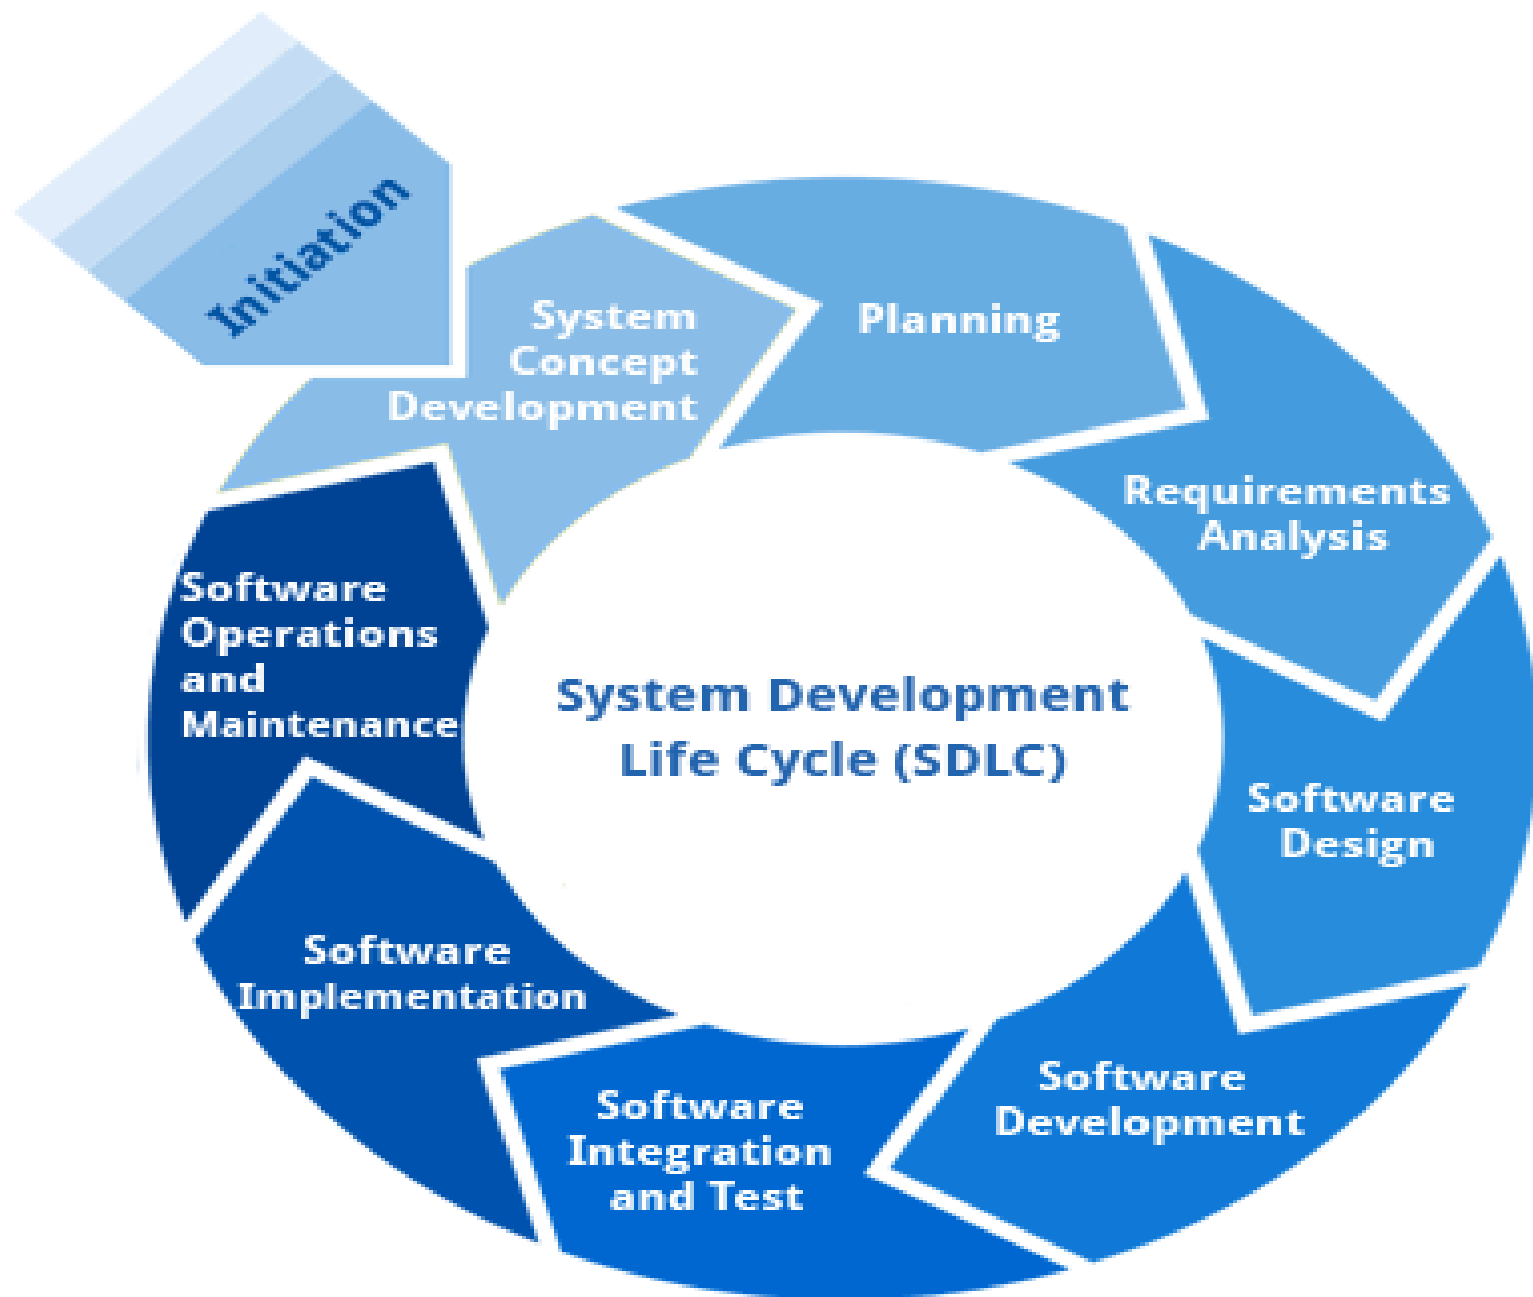 Initiation
System
Concept
Development
Planning
Requirements
Analysis
Software
Design
Software
Development
Software
Integration
and Test
Software
Implementation
Software
Operations
and
Maintenance
System Development
Life Cycle (SDLC)